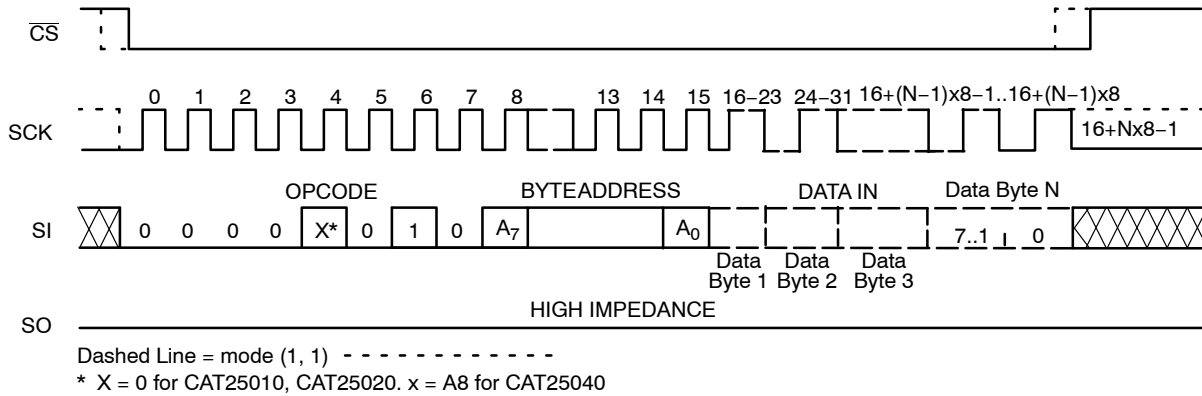 CS
0 1 2 3 4 5 6 7 8 13 14 15 16−23 24−31 16+(N−1)x8−1..16+(N−1)x8
SCK
16+Nx8−1
OPCODE BYTEADDRESS DATA IN Data Byte N
SI 0 0 0 0 X* 0 1 0 A7 A0 7..1 0
Data Byte 1 Data Byte 2 Data Byte 3
HIGH IMPEDANCE
SO
Dashed Line = mode (1, 1)
* X = 0 for CAT25010, CAT25020. x = A8 for CAT25040